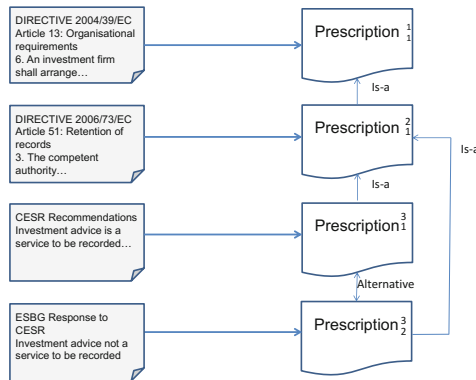 DIRECTIVE 2004/39/EC
Article 13: Organisational
requirements
6. An investment firm
shall arrange…
Prescription 1 1
Is-a
DIRECTIVE 2006/73/EC
Article 51: Retention of
records
3. The competent
authority…
Prescription 2 1
Is-a
Is-a
CESR Recommendations
Investment advice is a
service to be recorded…
Prescription 3 1
Alternative
ESBG Response to
CESR
Investment advice not a
service to be recorded
Prescription 3 2